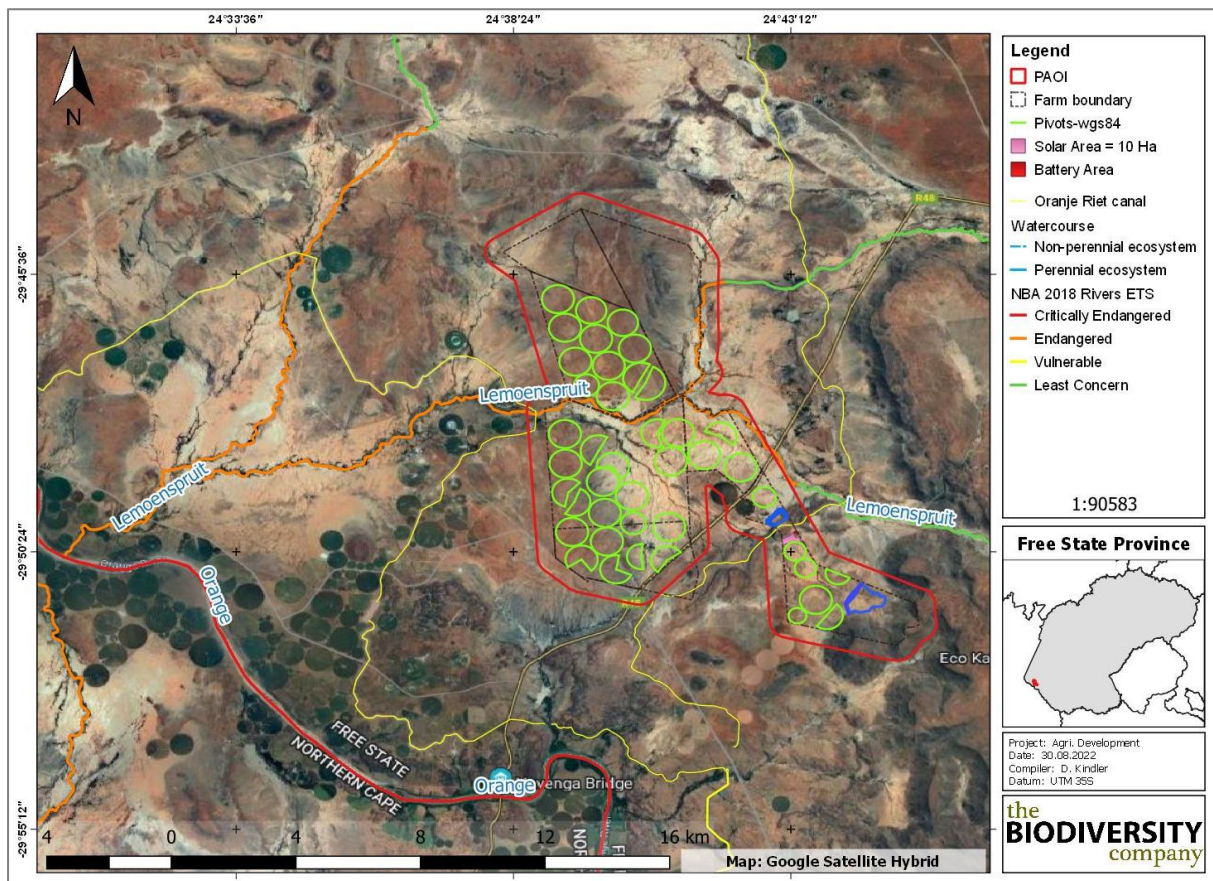 24°33'36"
24°38'24"
24°43'12"
-29°45'36"
-29°50'24"
-29°55'12"
N
R48
Lemoenspruit
Lemoenspruit
Lemoenspruit
Orange
Orange
Eco Ka
FREE STATE
NORTHERN CAPE
Bridge
4 0 4 8 12 16 km
Map: Google Satellite Hybrid
Legend
PAOI
Farm boundary
Pivots-wgs84
Solar Area = 10 Ha
Battery Area
Oranje Riet canal
Watercourse
Non-perennial ecosystem
Perennial ecosystem
NBA 2018 Rivers ETS
Critically Endangered
Endangered
Vulnerable
Least Concern
1:90583
Free State Province
Project: Agri. Development
Date: 30.08.2022
Compiler: D. Kindler
Datum: UTM 35S
the
BIODIVERSITY
company